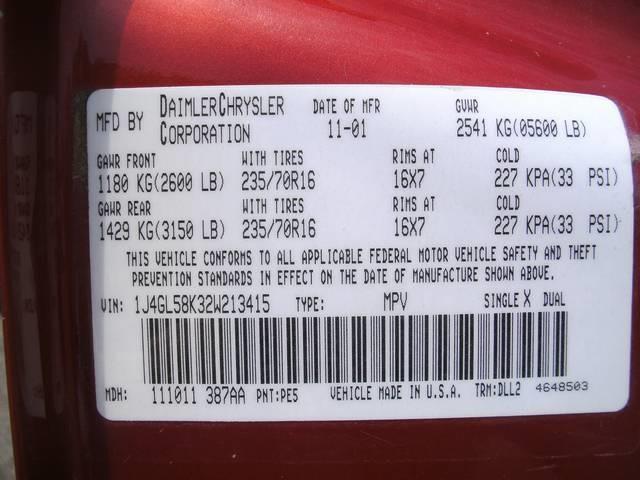 MFD BY DAIMLERCHRYSLER CORPORATION DATE OF MFR 11-01 GVWR 2541 KG(05600 LB)
GAWR FRONT WITH TIRES RIMS AT COLD
1180 KG(2600 LB) 235/70R16 16X7 227 KPA(33 PSI)
GAWR REAR WITH TIRES RIMS AT COLD
1429 KG(3150 LB) 235/70R16 16X7 227 KPA(33 PSI)
THIS VEHICLE CONFORMS TO ALL APPLICABLE FEDERAL MOTOR VEHICLE SAFETY AND THEFT
PREVENTION STANDARDS IN EFFECT ON THE DATE OF MANUFACTURE SHOWN ABOVE.
VIN: 1J4GL58K32W213415 TYPE: MPV SINGLE X DUAL
MDH: 111011 387AA PNT:PE5 VEHICLE MADE IN U.S.A. TRM:DLL2 4648503